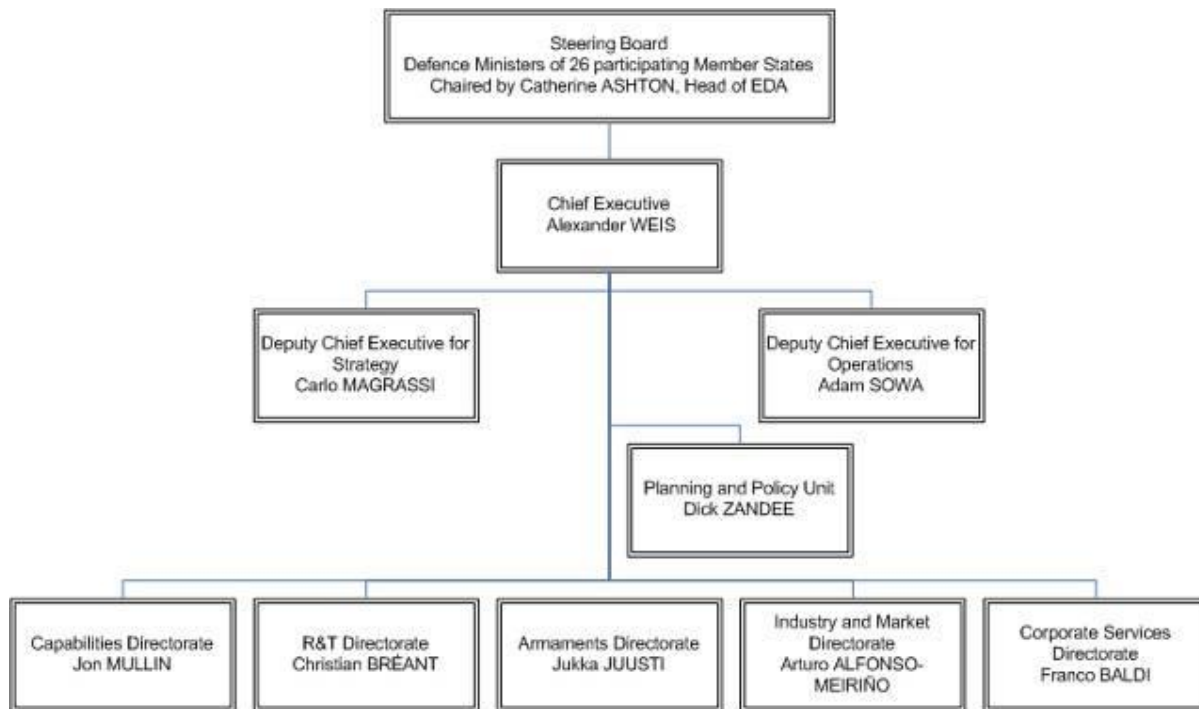 Steering Board
Defence Ministers of 26 participating Member States
Chaired by Catherine ASHTON, Head of EDA
Chief Executive
Alexander WEIS
Deputy Chief Executive for
Strategy
Carlo MAGRASSI
Deputy Chief Executive for
Operations
Adam SOWA
Planning and Policy Unit
Dick ZANDEE
Capabilities Directorate
Jon MULLIN
R&T Directorate
Christian BRÉANT
Armaments Directorate
Jukka JUUSTI
Industry and Market
Directorate
Arturo ALFONSO-
MEIRIÑO
Corporate Services
Directorate
Franco BALDI